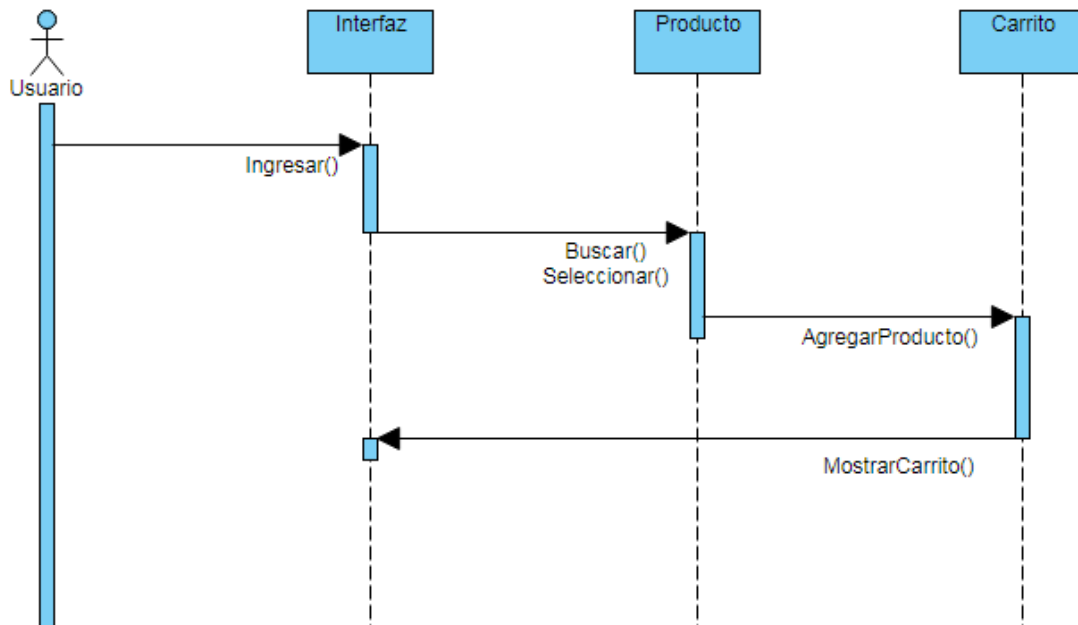 Interfaz
Producto
Carrito
Usuario
Ingresar()
Buscar()
Seleccionar()
AgregarProducto()
MostrarCarrito()